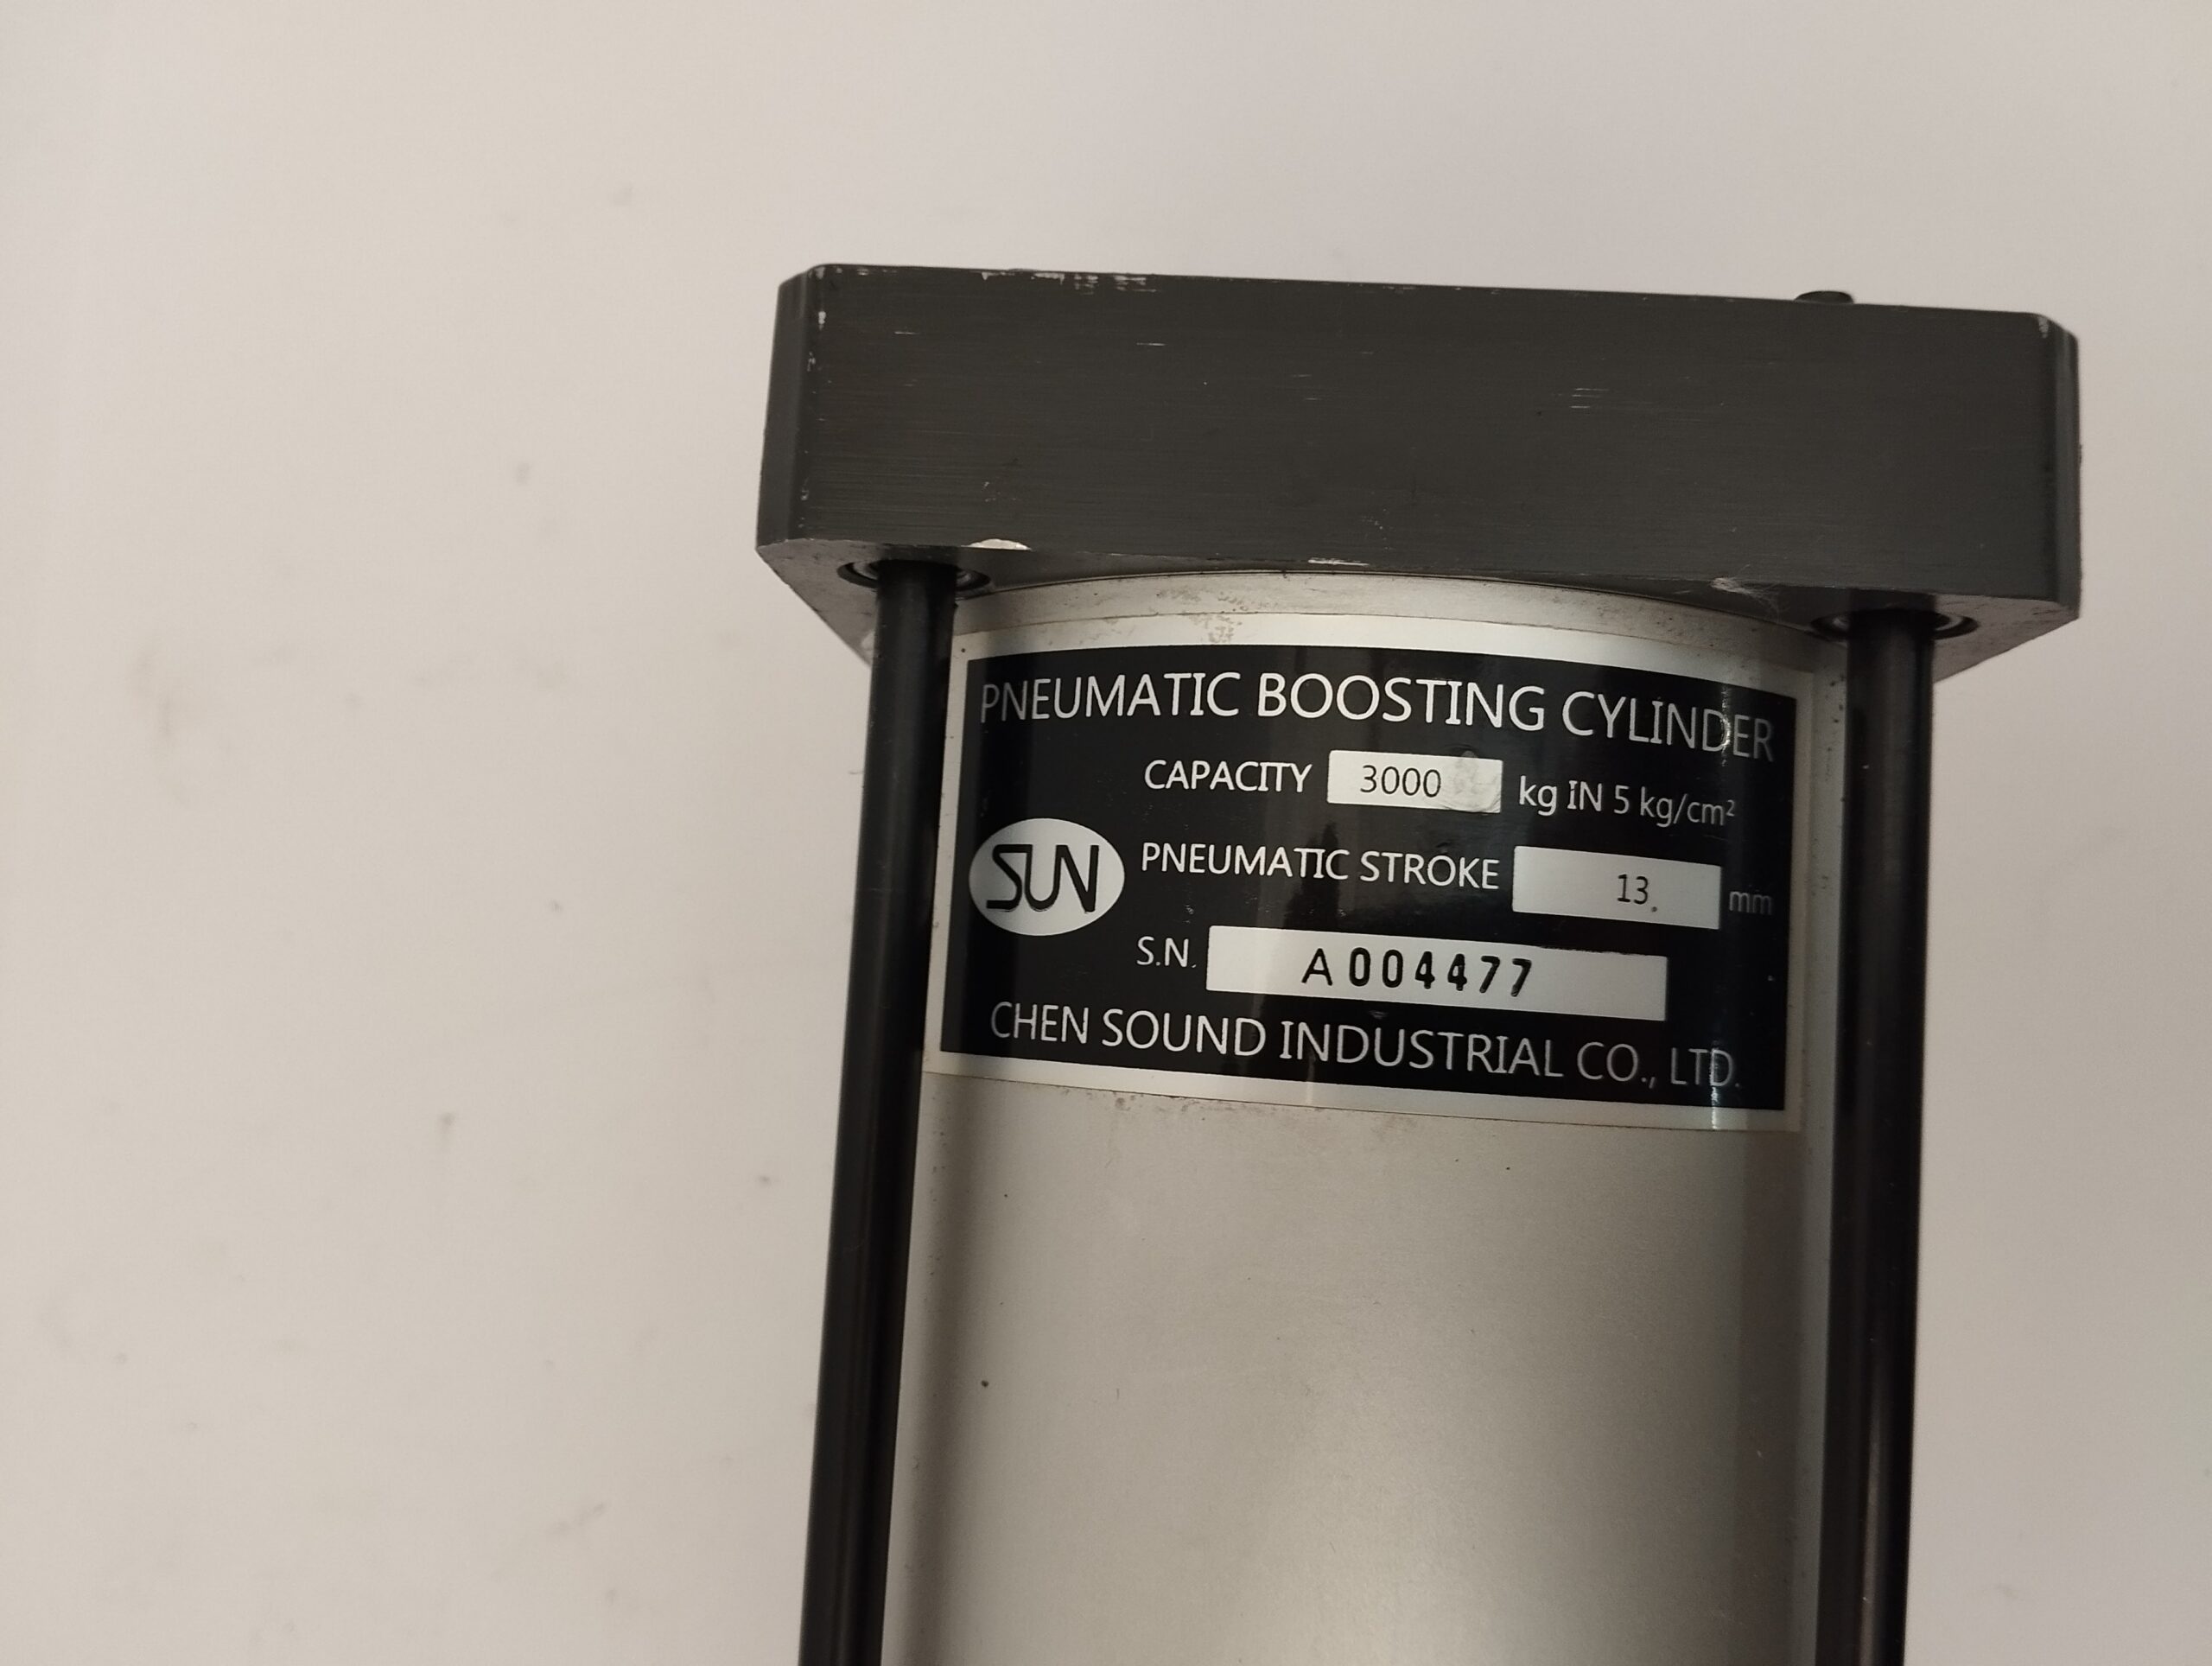 PNEUMATIC BOOSTING CYLINDER
CAPACITY 3000 kg IN 5 kg/cm²
SUN
PNEUMATIC STROKE 13. mm
S.N. A004477
CHEN SOUND INDUSTRIAL CO., LTD.